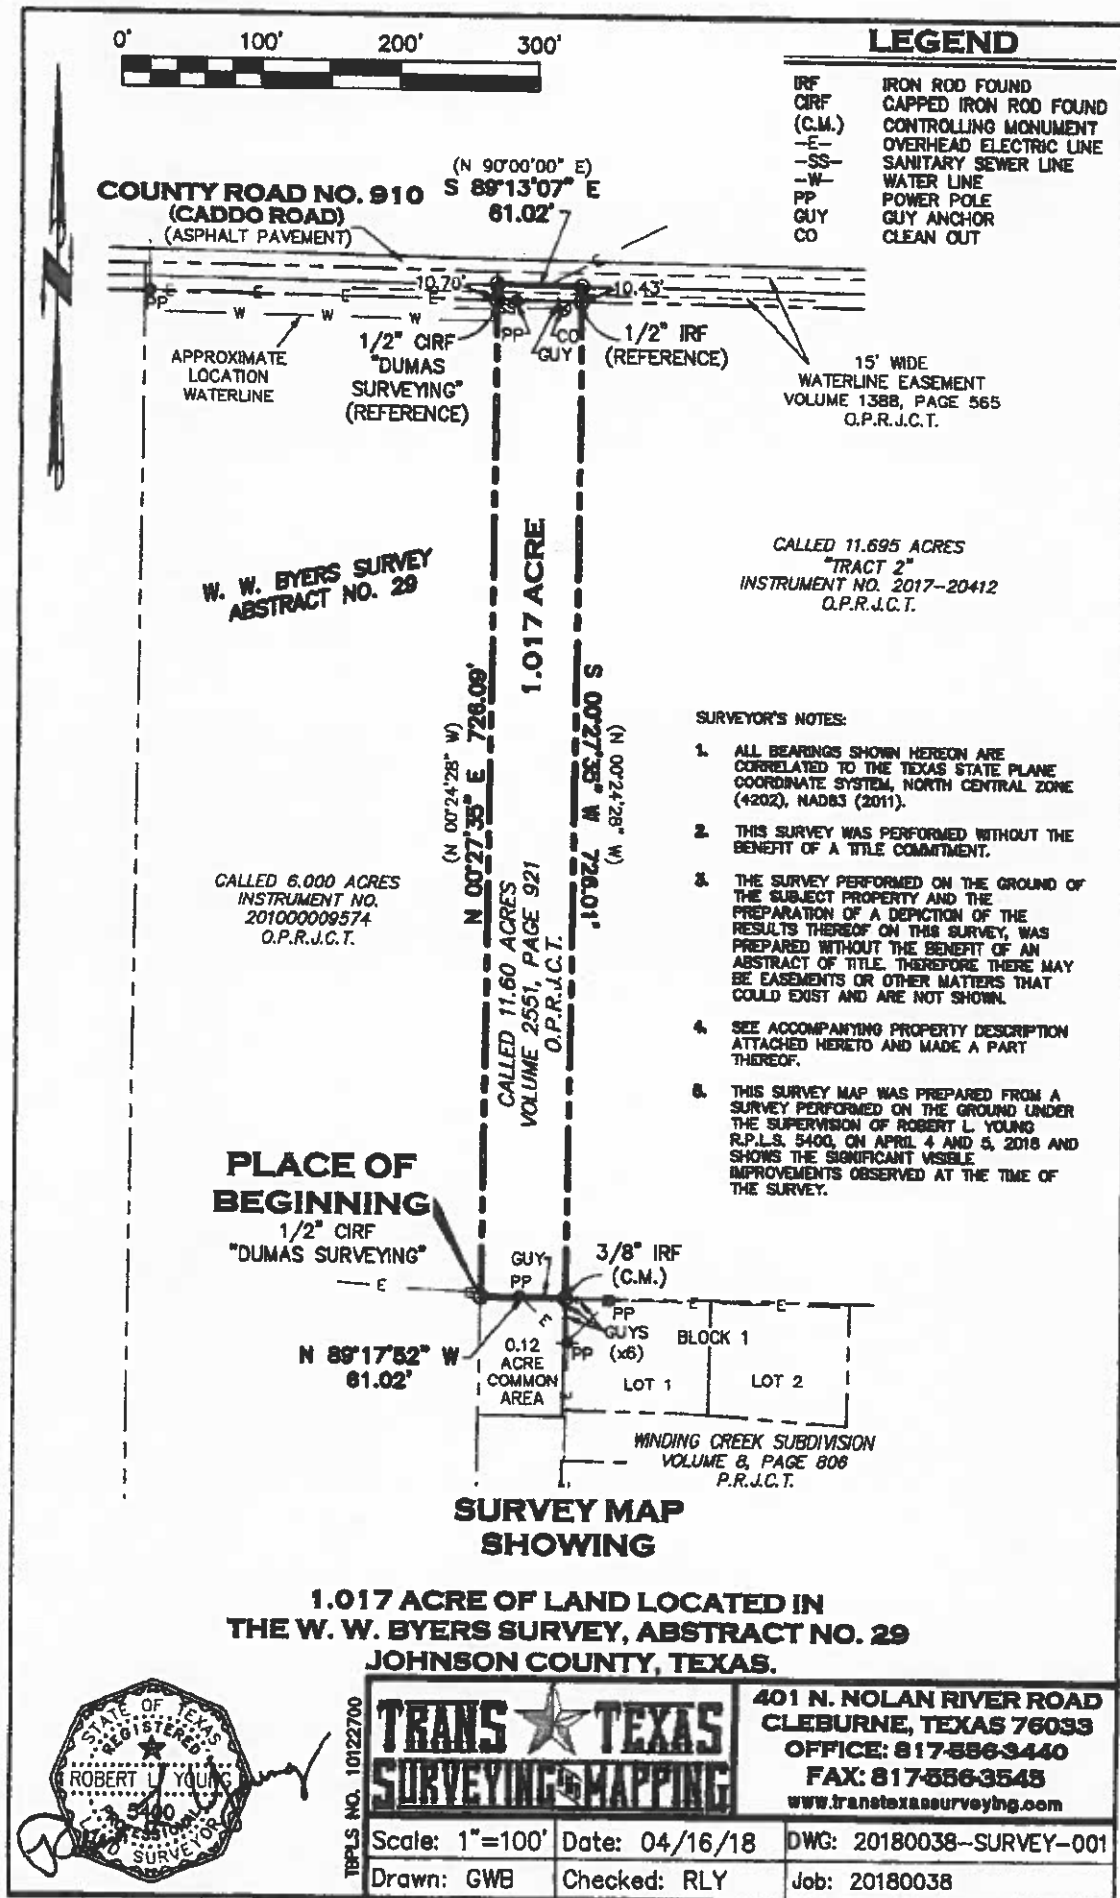 0' 100' 200' 300'
LEGEND
IRF IRON ROD FOUND
CIRF CAPPED IRON ROD FOUND
(C.M.) CONTROLLING MONUMENT
-E- OVERHEAD ELECTRIC LINE
-SS- SANITARY SEWER LINE
-W- WATER LINE
PP POWER POLE
GUY GUY ANCHOR
CO CLEAN OUT
(N 90°00'00" E)
S 89°13'07" E
61.02'
COUNTY ROAD NO. 910
(CADDO ROAD)
(ASPHALT PAVEMENT)
E
10.70'
10.43'
PP
E E E E
W W W
APPROXIMATE
LOCATION
WATERLINE
1/2" CIRF
"DUMAS
SURVEYING"
(REFERENCE)
PP
GUY
CO
1/2" IRF
(REFERENCE)
15' WIDE
WATERLINE EASEMENT
VOLUME 1388, PAGE 565
O.P.R.J.C.T.
W. W. BYERS SURVEY
ABSTRACT NO. 29
1.017 ACRE
CALLED 11.695 ACRES
"TRACT 2"
INSTRUMENT NO. 2017-20412
O.P.R.J.C.T.
(N 00°24'28" W)
N 00°27'35" E 726.09'
S 00°27'35" W 726.01'
(N 00°24'28" W)
CALLED 6.000 ACRES
INSTRUMENT NO.
201000009574
O.P.R.J.C.T.
CALLED 11.60 ACRES
VOLUME 2551, PAGE 921
O.P.R.J.C.T.
SURVEYOR'S NOTES:
1. ALL BEARINGS SHOWN HEREON ARE
CORRELATED TO THE TEXAS STATE PLANE
COORDINATE SYSTEM, NORTH CENTRAL ZONE
(4202), NAD83 (2011).
2. THIS SURVEY WAS PERFORMED WITHOUT THE
BENEFIT OF A TITLE COMMITMENT.
3. THE SURVEY PERFORMED ON THE GROUND OF
THE SUBJECT PROPERTY AND THE
PREPARATION OF A DEPICTION OF THE
RESULTS THEREOF ON THIS SURVEY, WAS
PREPARED WITHOUT THE BENEFIT OF AN
ABSTRACT OF TITLE. THEREFORE THERE MAY
BE EASEMENTS OR OTHER MATTERS THAT
COULD EXIST AND ARE NOT SHOWN.
4. SEE ACCOMPANYING PROPERTY DESCRIPTION
ATTACHED HERETO AND MADE A PART
THEREOF.
5. THIS SURVEY MAP WAS PREPARED FROM A
SURVEY PERFORMED ON THE GROUND UNDER
THE SUPERVISION OF ROBERT L. YOUNG
R.P.L.S. 5400, ON APRIL 4 AND 5, 2018 AND
SHOWS THE SIGNIFICANT VISIBLE
IMPROVEMENTS OBSERVED AT THE TIME OF
THE SURVEY.
PLACE OF
BEGINNING
1/2" CIRF
"DUMAS SURVEYING"
E
GUY
PP
3/8" IRF
(C.M.)
E
PP
E E
GUYS
(x6)
PP
BLOCK 1
N 89°17'52" W
61.02'
0.12
ACRE
COMMON
AREA
LOT 1
LOT 2
WINDING CREEK SUBDIVISION
VOLUME 8, PAGE 806
P.R.J.C.T.
SURVEY MAP
SHOWING
1.017 ACRE OF LAND LOCATED IN
THE W. W. BYERS SURVEY, ABSTRACT NO. 29
JOHNSON COUNTY, TEXAS.
STATE OF TEXAS
REGISTERED
ROBERT L. YOUNG
5400
PROFESSIONAL
LAND SURVEYOR
TBPLS NO. 10122700
TRANS TEXAS
SURVEYING AND MAPPING
401 N. NOLAN RIVER ROAD
CLEBURNE, TEXAS 76033
OFFICE: 817-556-3440
FAX: 817-556-3545
www.transtexassurveying.com
Scale: 1"=100' Date: 04/16/18 DWG: 20180038-SURVEY-001
Drawn: GWB Checked: RLY Job: 20180038